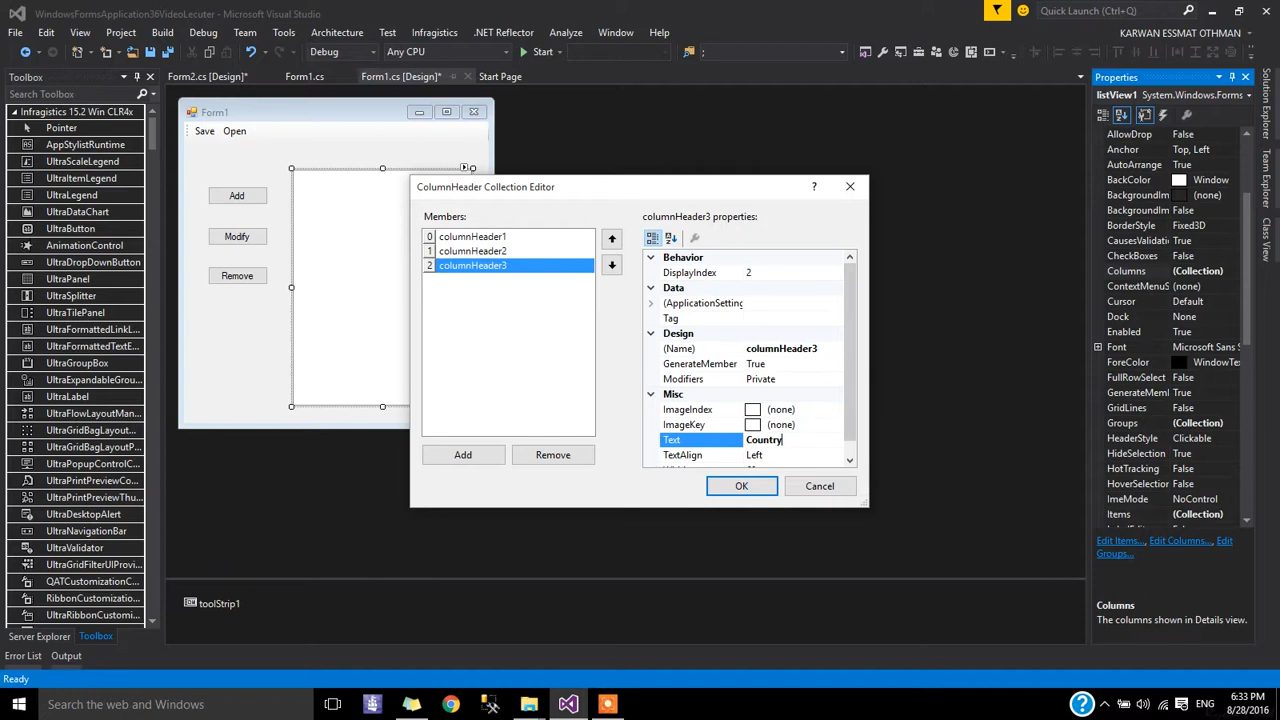 WindowsFormsApplication36VideoLecuter - Microsoft Visual Studio
Quick Launch (Ctrl+Q)
File Edit View Project Build Debug Team Tools Architecture Test .NET Reflector Analyze Window Help
KARWAN ESSMAT OTHMAN
Debug Any CPU Start ;
Toolbox
Form2.cs [Design]* Form1.cs Form1.cs [Design]* Start Page
Search Toolbox
Infragistics 15.2 Win CLR4x
Pointer
AppStylistRuntime
UltraScaleLegend
UltraItemLegend
UltraLegend
UltraDataChart
UltraButton
AnimationControl
UltraDropDownButton
UltraPanel
UltraSplitter
UltraTilePanel
UltraFormattedLinkL...
UltraFormattedTextE...
UltraGroupBox
UltraExpandableGrou...
UltraLabel
UltraFlowLayoutMan...
UltraGridBagLayoutM...
UltraGridBagLayoutP...
UltraPopupControlC...
UltraPrintPreviewCo...
UltraPrintPreviewThu...
UltraDesktopAlert
UltraNavigationBar
UltraValidator
UltraGridFilterUIProvi...
QATCustomizationC...
RibbonCustomizatio...
UltraRibbonCustomi...
Server Explorer Toolbox
Form1
Save Open
Add
Modify
Remove
ColumnHeader Collection Editor
?
Members:
0 columnHeader1
1 columnHeader2
2 columnHeader3
Add Remove
columnHeader3 properties:
Behavior
DisplayIndex 2
Data
(ApplicationSetting
Tag
Design
(Name) columnHeader3
GenerateMember True
Modifiers Private
Misc
ImageIndex (none)
ImageKey (none)
Text Country
TextAlign Left
OK Cancel
toolStrip1
Properties
listView1 System.Windows.Forms
AllowDrop False
Anchor Top, Left
AutoArrange True
BackColor Window
BackgroundIm (none)
BackgroundIm False
BorderStyle Fixed3D
CausesValidati True
CheckBoxes False
Columns (Collection)
ContextMenuS (none)
Cursor Default
Dock None
Enabled True
Font Microsoft Sans S
ForeColor WindowTex
FullRowSelect False
GenerateMem True
GridLines False
Groups (Collection)
HeaderStyle Clickable
HideSelection True
HotTracking False
HoverSelection False
ImeMode NoControl
Items (Collection)
Edit Items..., Edit Columns..., Edit
Groups...
Columns
The columns shown in Details view.
Solution Explorer
Team Explorer
Class View
Error List Output
Ready
Search the web and Windows
ENG
6:33 PM
8/28/2016